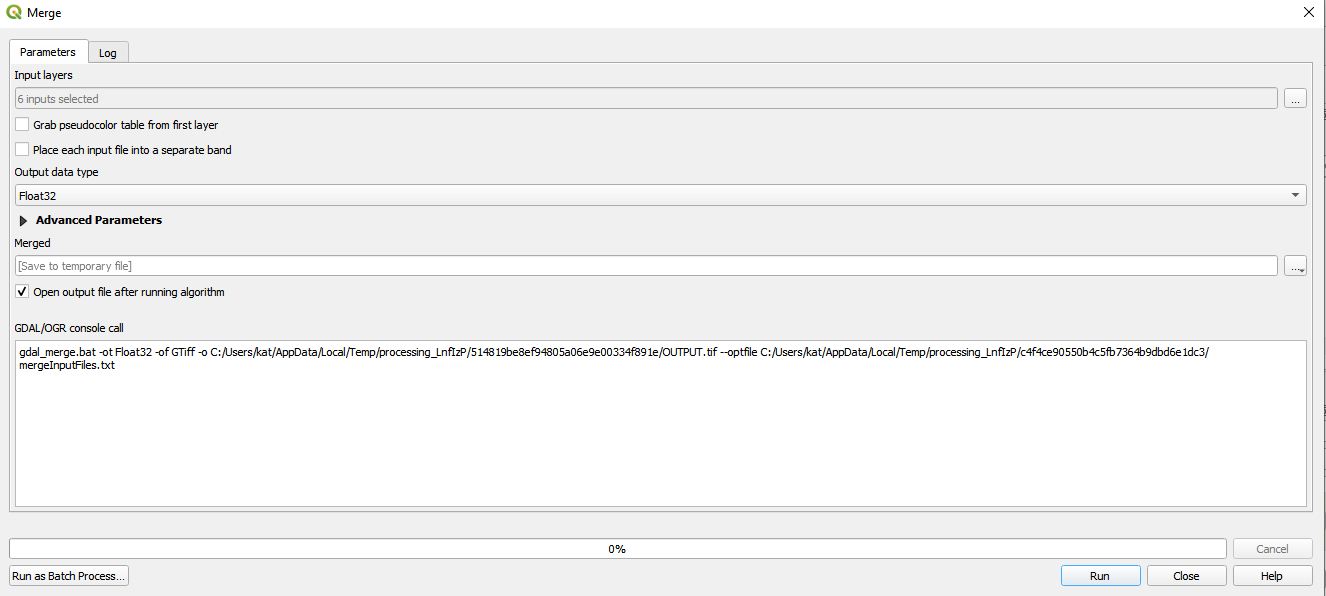 Merge
Parameters
Log
Input layers
6 inputs selected
...
Grab pseudocolor table from first layer
Place each input file into a separate band
Output data type
Float32
Advanced Parameters
Merged
[Save to temporary file]
...
Open output file after running algorithm
GDAL/OGR console call
gdal_merge.bat -ot Float32 -of GTiff -o C:/Users/kat/AppData/Local/Temp/processing_LnfIzP/514819be8ef94805a06e9e00334f891e/OUTPUT.tif --optfile C:/Users/kat/AppData/Local/Temp/processing_LnfIzP/c4f4ce90550b4c5fb7364b9dbd6e1dc3/
mergeInputFiles.txt
0%
Cancel
Run as Batch Process...
Run
Close
Help